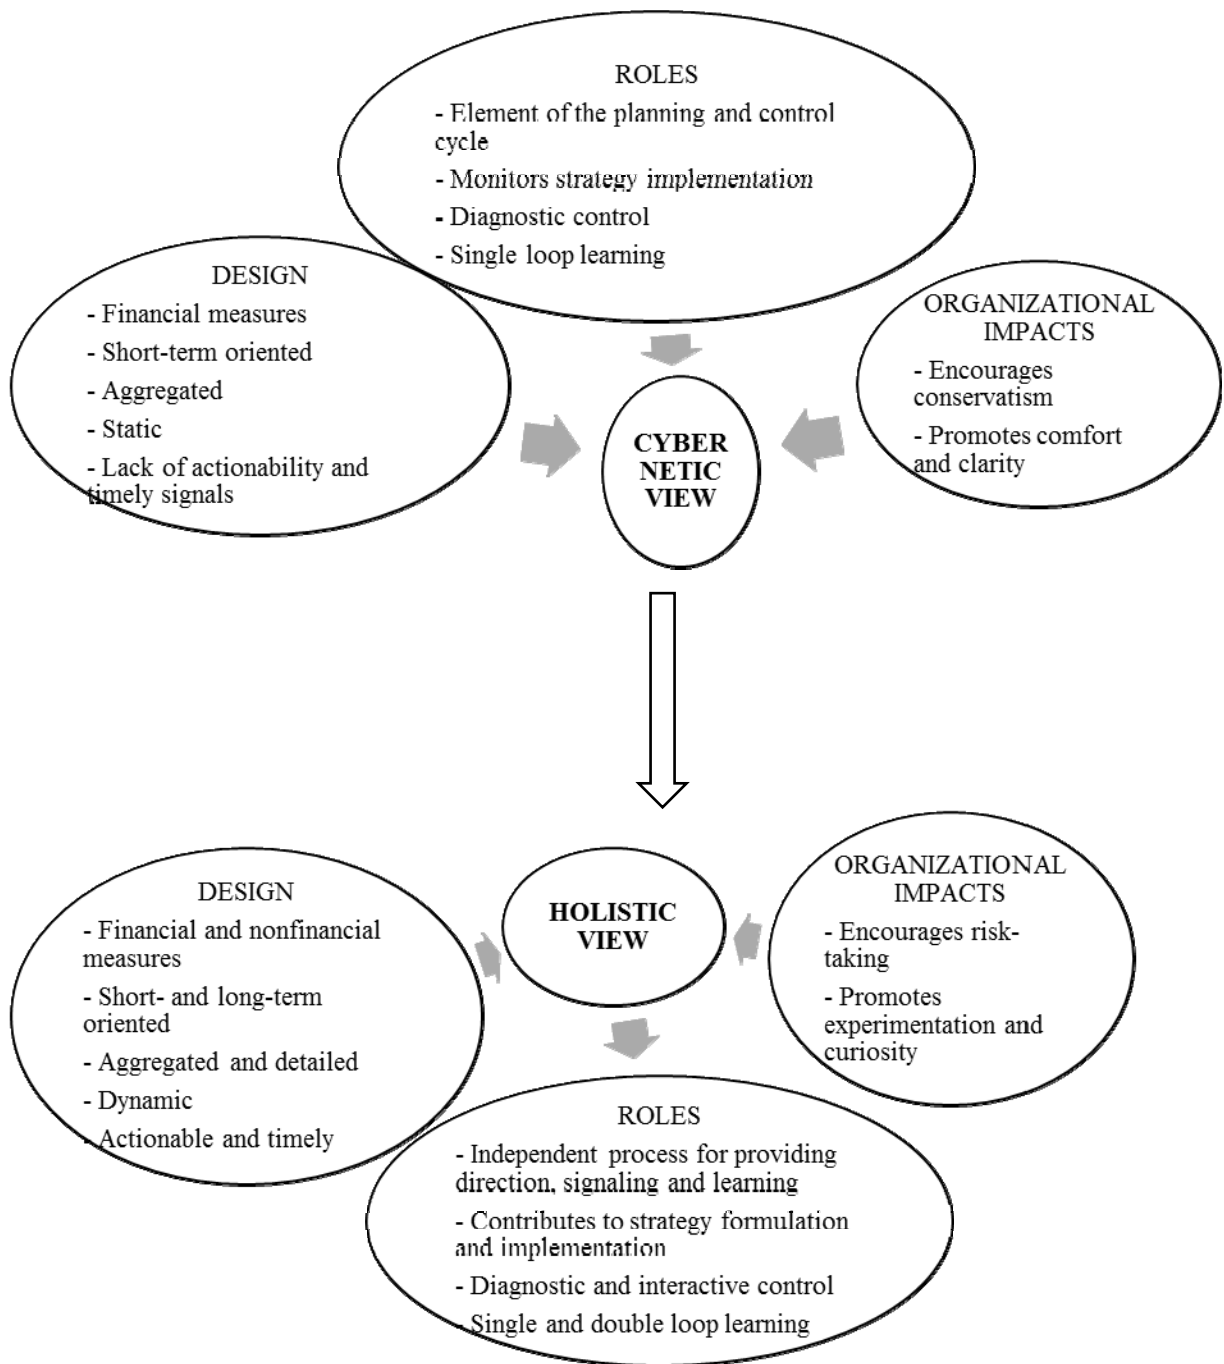 ROLES
- Element of the planning and control
cycle
- Monitors strategy implementation
- Diagnostic control
- Single loop learning
DESIGN
- Financial measures
- Short-term oriented
- Aggregated
- Static
- Lack of actionability and
timely signals
ORGANIZATIONAL
IMPACTS
- Encourages
conservatism
- Promotes comfort
and clarity
CYBER
NETIC
VIEW
HOLISTIC
VIEW
DESIGN
- Financial and nonfinancial
measures
- Short- and long-term
oriented
- Aggregated and detailed
- Dynamic
- Actionable and timely
ORGANIZATIONAL
IMPACTS
- Encourages risk-
taking
- Promotes
experimentation and
curiosity
ROLES
- Independent process for providing
direction, signaling and learning
- Contributes to strategy formulation
and implementation
- Diagnostic and interactive control
- Single and double loop learning